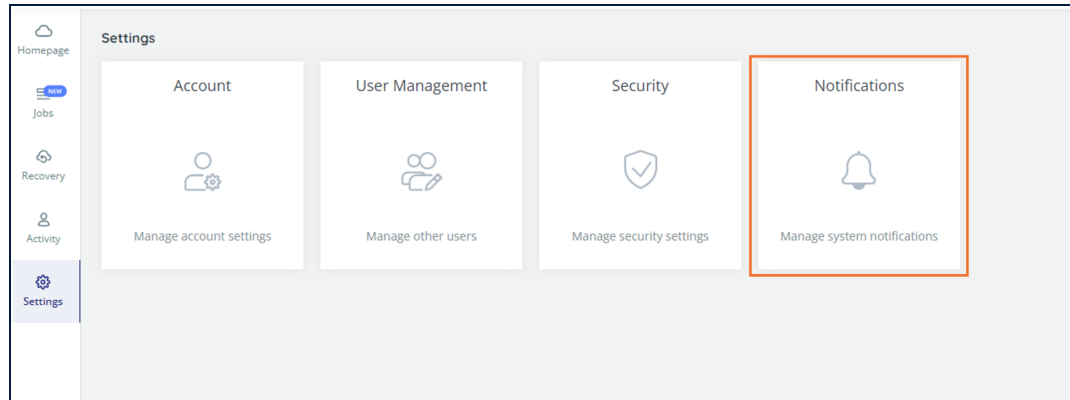 Homepage
NEW
Jobs
Recovery
Activity
Settings
Settings
Account
Manage account settings
User Management
Manage other users
Security
Manage security settings
Notifications
Manage system notifications